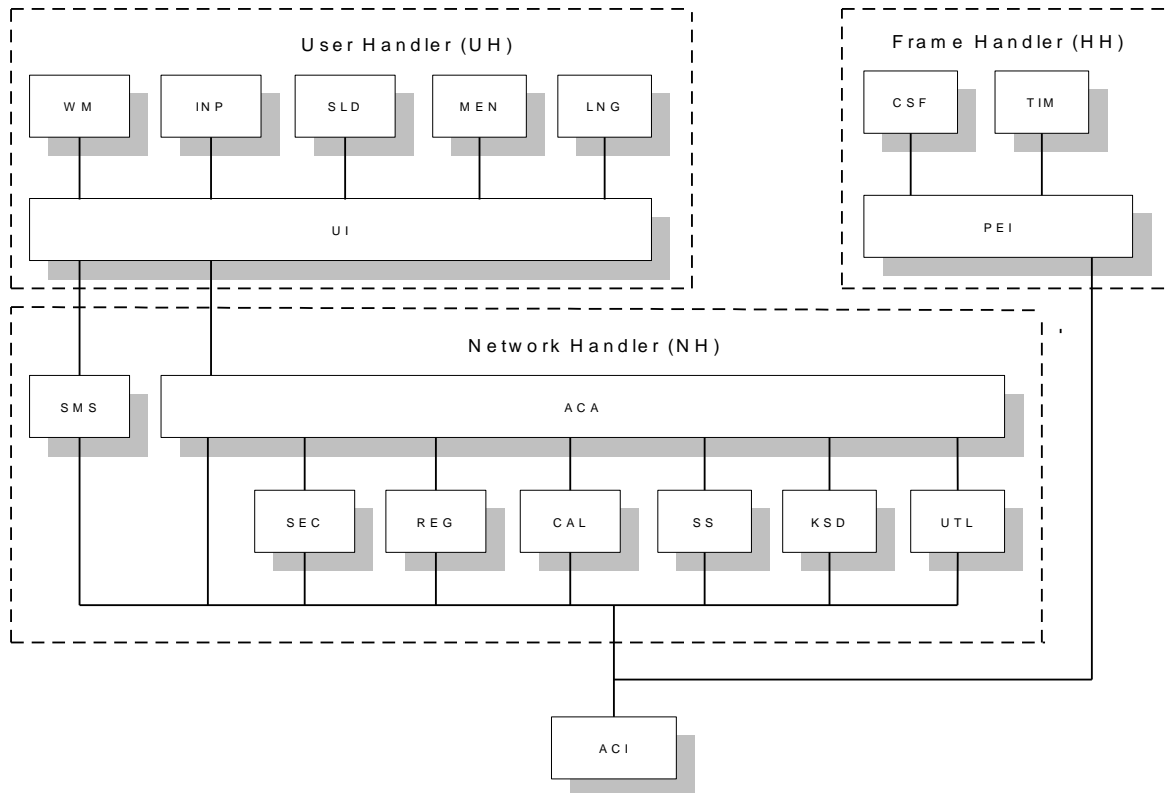 User Handler (UH)
WM
INP
SLD
MEN
LNG
UI
Frame Handler (HH)
CSF
TIM
PEI
Network Handler (NH)
SMS
ACA
SEC
REG
CAL
SS
KSD
UTL
ACI